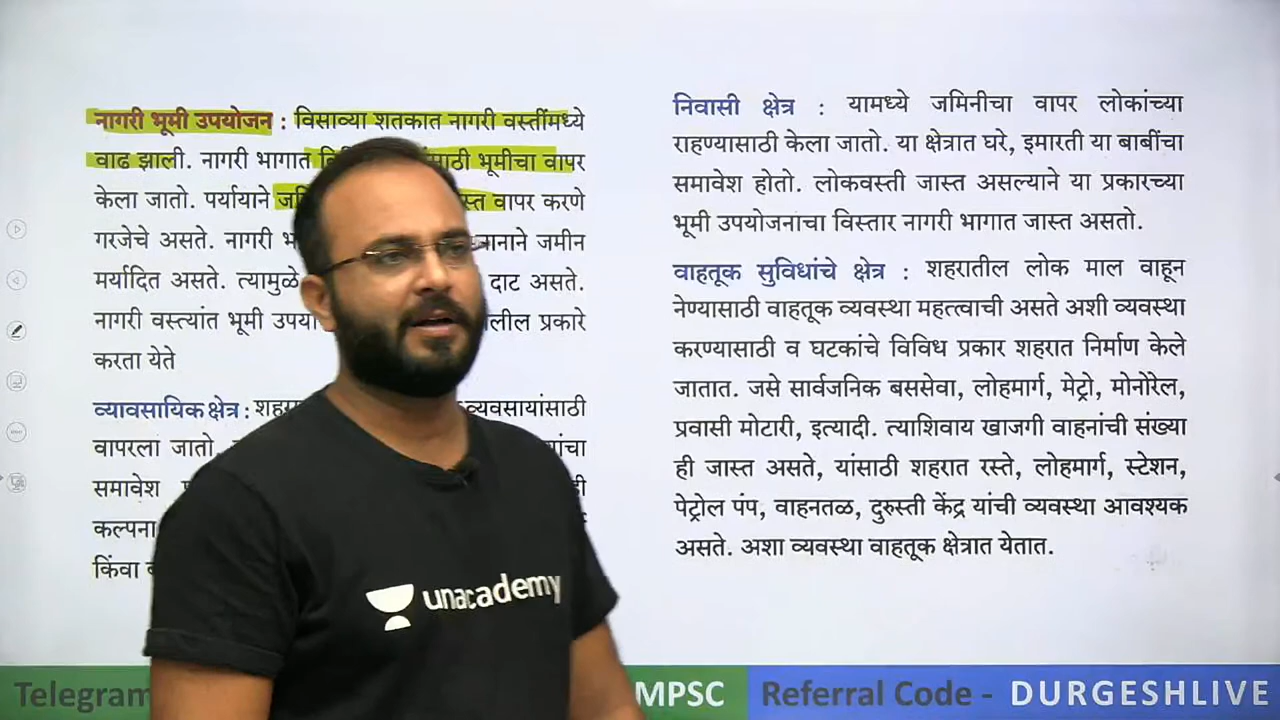 नागरी भूमी उपयोजन : विसाव्या शतकात नागरी वस्तींमध्ये
वाढ झाली. नागरी भागात भूमीचा वापर
केला जातो. पर्यायाने वापर करणे
गरजेचे असते. नागरी जमीन
मर्यादित असते. त्यामुळे दाट असते.
नागरी वस्त्यांत भूमी प्रकारे
करता येते
व्यावसायिक क्षेत्र : व्यवसायांसाठी
वापरला जातो
समावेश
कल्पना
किंवा
निवासी क्षेत्र : यामध्ये जमिनीचा वापर लोकांच्या
राहण्यासाठी केला जातो. या क्षेत्रात घरे, इमारती या बाबींचा
समावेश होतो. लोकवस्ती जास्त असल्याने या प्रकारच्या
भूमी उपयोजनाचा विस्तार नागरी भागात जास्त असतो.
वाहतूक सुविधांचे क्षेत्र : शहरातील लोक माल वाहून
नेण्यासाठी वाहतूक व्यवस्था महत्त्वाची असते अशी व्यवस्था
करण्यासाठी व घटकांचे विविध प्रकार शहरात निर्माण केले
जातात. जसे सार्वजनिक बससेवा, लोहमार्ग, मेट्रो, मोनोरेल,
प्रवासी मोटारी, इत्यादी. त्याशिवाय खाजगी वाहनांची संख्या
ही जास्त असते, यांसाठी शहरात रस्ते, लोहमार्ग, स्टेशन,
पेट्रोल पंप, वाहनतळ, दुरुस्ती केंद्र यांची व्यवस्था आवश्यक
असते. अशा व्यवस्था वाहतूक क्षेत्रात येतात.
unacademy
Telegram MPSC Referral Code - DURGESHLIVE